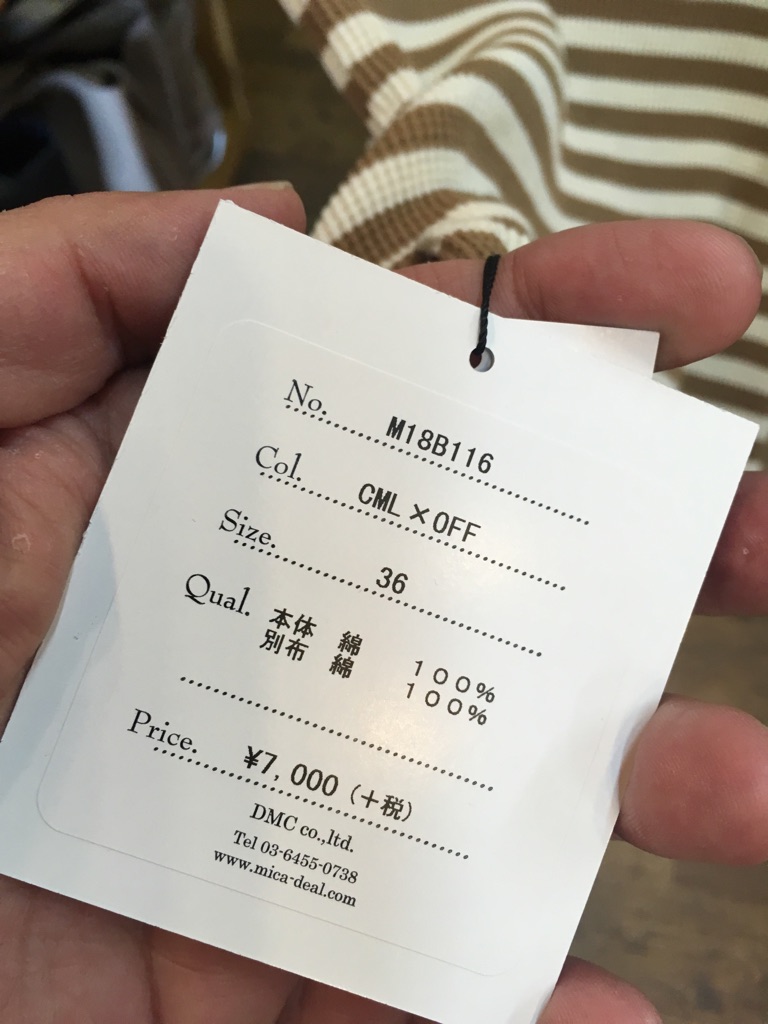 No. M18B116
Col. CML×OFF
Size. 36
Qual. 本体 綿 100%
別布 綿 100%
Price. ¥7,000 (+税)
DMC co.,ltd.
Tel 03-6455-0738
www.mica-deal.com